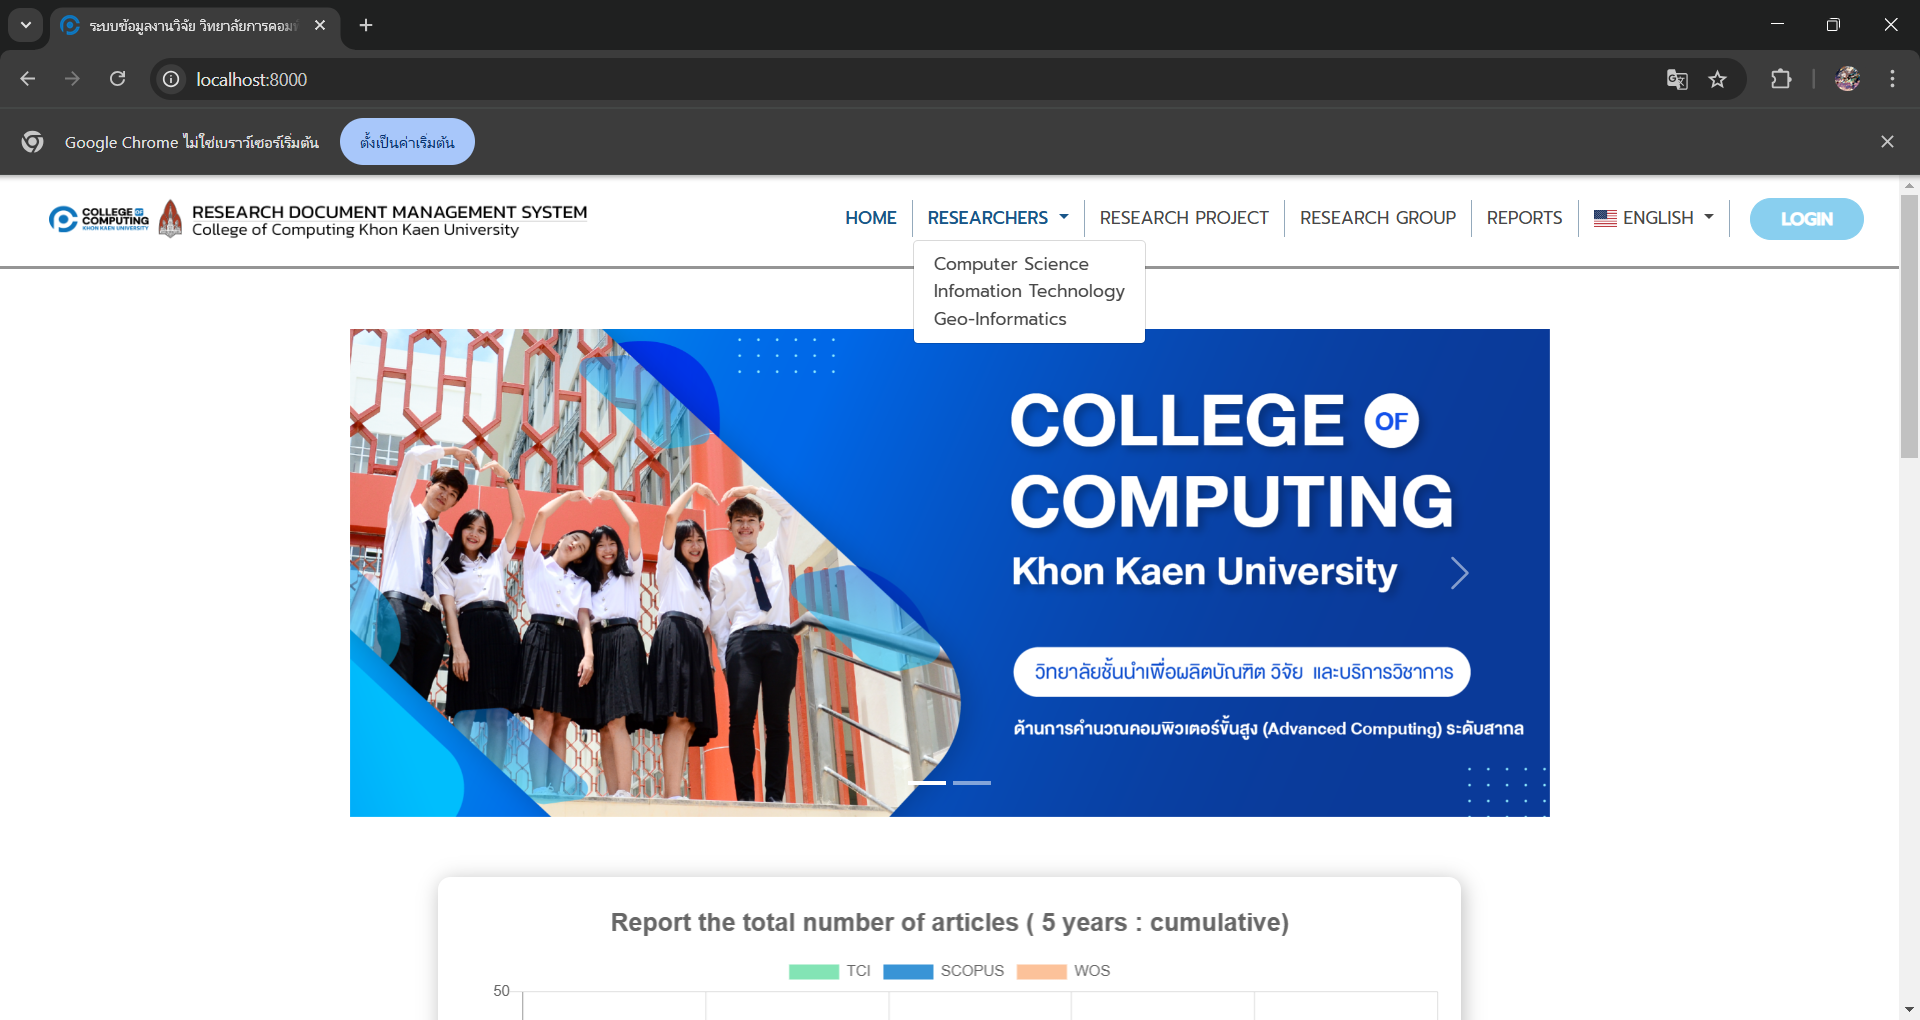 ระบบข้อมูลงานวิจัย วิทยาลัยการคอมพ
localhost:8000
Google Chrome ไม่ใช่เบราว์เซอร์เริ่มต้น
ตั้งเป็นค่าเริ่มต้น
COLLEGE OF
COMPUTING
KHON KAEN UNIVERSITY
RESEARCH DOCUMENT MANAGEMENT SYSTEM
College of Computing Khon Kaen University
HOME
RESEARCHERS
RESEARCH PROJECT
RESEARCH GROUP
REPORTS
ENGLISH
LOGIN
Computer Science
Infomation Technology
Geo-Informatics
COLLEGE OF
COMPUTING
Khon Kaen University
วิทยาลัยชั้นนำเพื่อผลิตบัณฑิต วิจัย และบริการวิชาการ
ด้านการคำนวณคอมพิวเตอร์ขั้นสูง (Advanced Computing) ระดับสากล
Report the total number of articles ( 5 years : cumulative)
TCI
SCOPUS
WOS
50